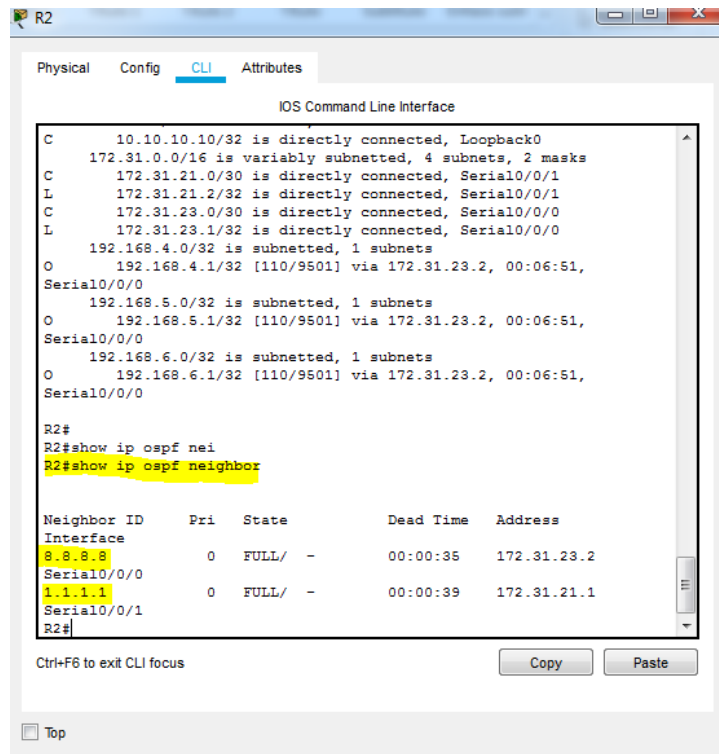 R2
Physical Config CLI Attributes
IOS Command Line Interface
C 10.10.10.10/32 is directly connected, Loopback0
172.31.0.0/16 is variably subnetted, 4 subnets, 2 masks
C 172.31.21.0/30 is directly connected, Serial0/0/1
L 172.31.21.2/32 is directly connected, Serial0/0/1
C 172.31.23.0/30 is directly connected, Serial0/0/0
L 172.31.23.1/32 is directly connected, Serial0/0/0
192.168.4.0/32 is subnetted, 1 subnets
O 192.168.4.1/32 [110/9501] via 172.31.23.2, 00:06:51,
Serial0/0/0
192.168.5.0/32 is subnetted, 1 subnets
O 192.168.5.1/32 [110/9501] via 172.31.23.2, 00:06:51,
Serial0/0/0
192.168.6.0/32 is subnetted, 1 subnets
O 192.168.6.1/32 [110/9501] via 172.31.23.2, 00:06:51,
Serial0/0/0
R2#
R2#show ip ospf nei
R2#show ip ospf neighbor
Neighbor ID Pri State Dead Time Address
Interface
8.8.8.8 0 FULL/ - 00:00:35 172.31.23.2
Serial0/0/0
1.1.1.1 0 FULL/ - 00:00:39 172.31.21.1
Serial0/0/1
R2#
Ctrl+F6 to exit CLI focus
Copy Paste
Top